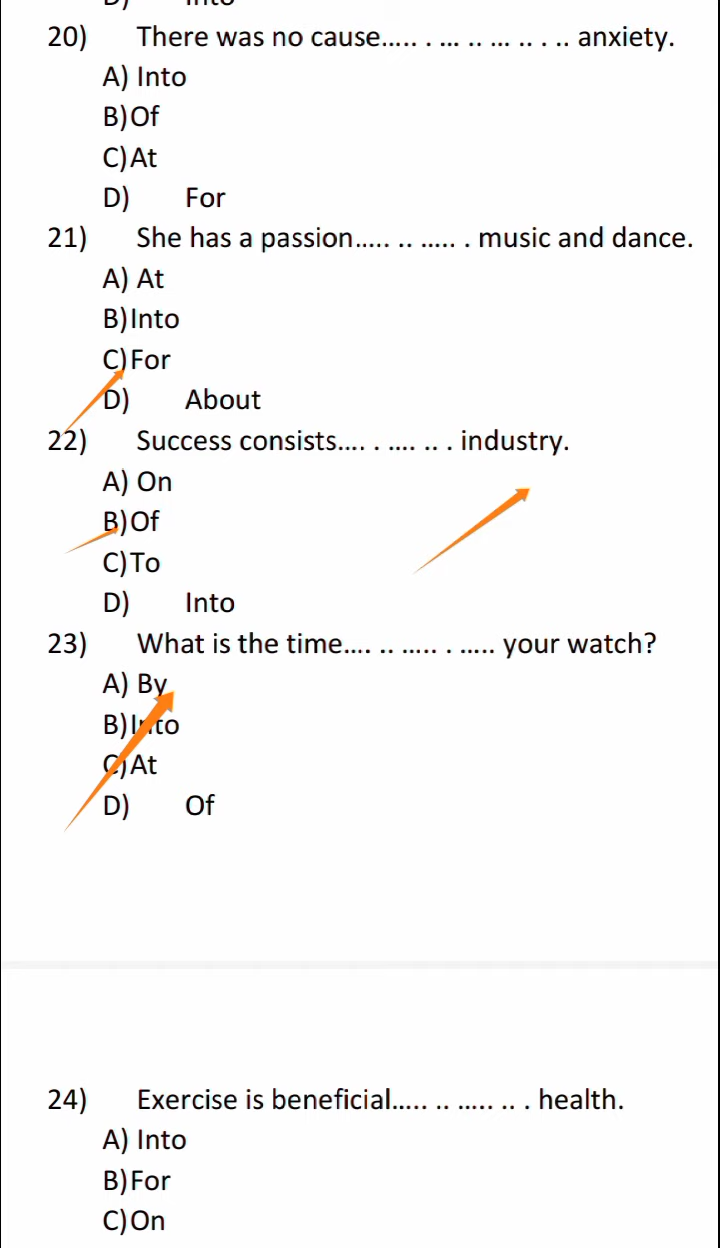 20) There was no cause..... . ... .. ... .. . .. anxiety.
A) Into
B)Of
C)At
D) For
21) She has a passion..... .. ..... . music and dance.
A) At
B)Into
C)For
D) About
22) Success consists.... . .... .. . industry.
A) On
B)Of
C)To
D) Into
23) What is the time.... .. ..... . ..... your watch?
A) By
B)Into
C)At
D) Of
24) Exercise is beneficial..... .. ..... .. . health.
A) Into
B)For
C)On